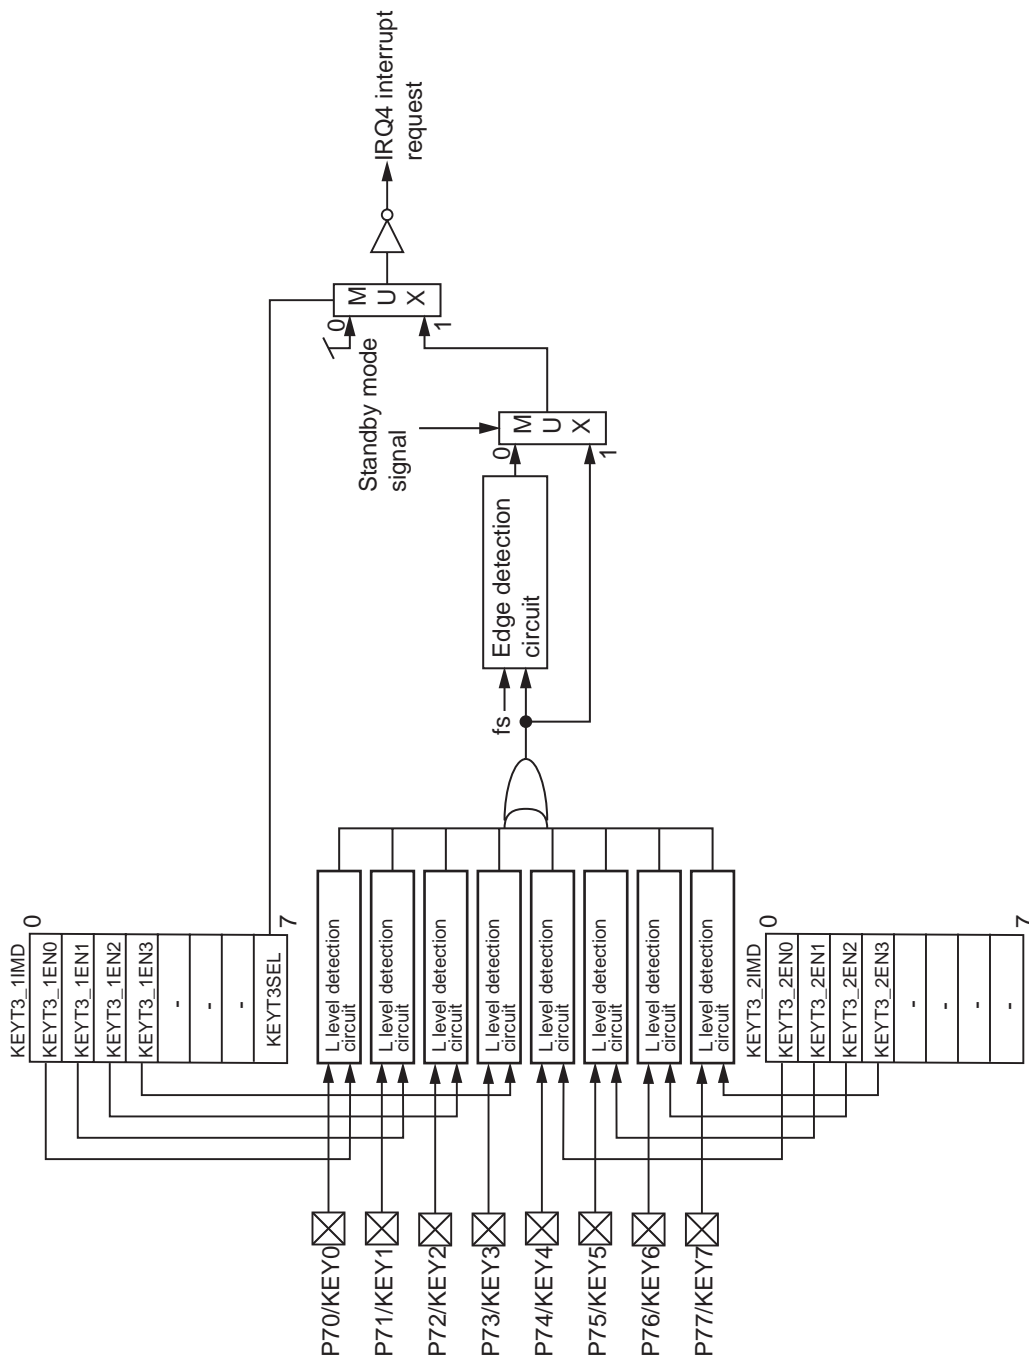 KEYT3_1IMD
0
KEYT3_1EN0
KEYT3_1EN1
KEYT3_1EN2
KEYT3_1EN3
-
-
-
KEYT3SEL
7
P70/KEY0
P71/KEY1
P72/KEY2
P73/KEY3
P74/KEY4
P75/KEY5
P76/KEY6
P77/KEY7
L level detection
circuit
L level detection
circuit
L level detection
circuit
L level detection
circuit
L level detection
circuit
L level detection
circuit
L level detection
circuit
L level detection
circuit
KEYT3_2IMD
0
KEYT3_2EN0
KEYT3_2EN1
KEYT3_2EN2
KEYT3_2EN3
-
-
-
-
7
fs
Edge detection
circuit
Standby mode
signal
0
1
M
U
X
0
1
M
U
X
IRQ4 interrupt
request